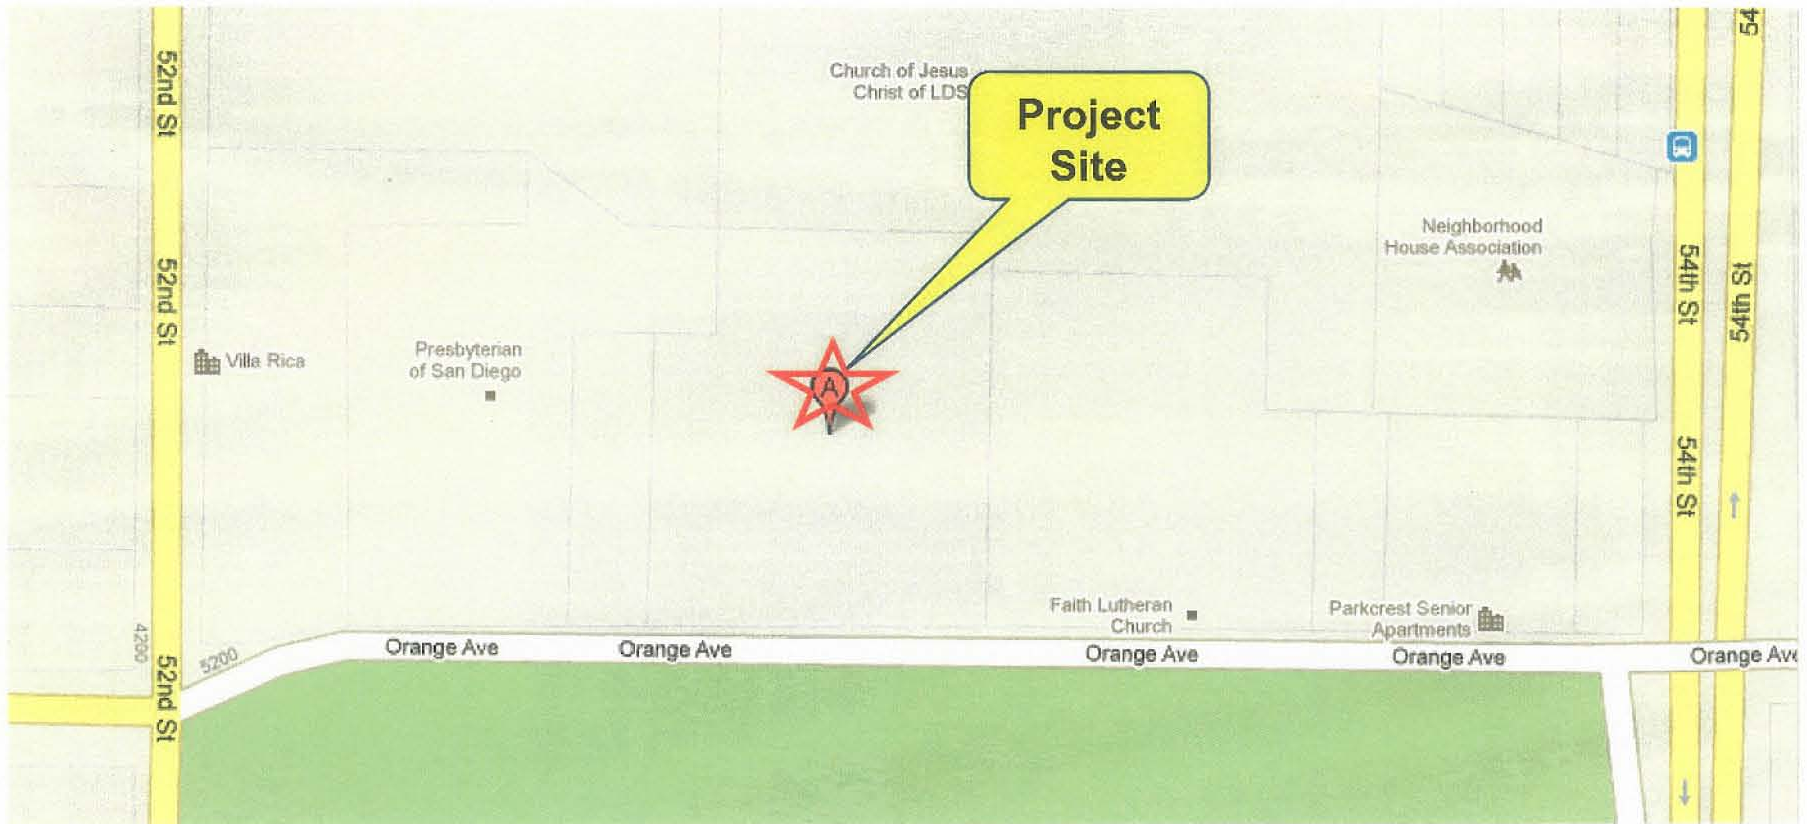 52nd St
52nd St
52nd St
Church of Jesus
Christ of LDS
Project
Site
54
Neighborhood
House Association
54th St
54th St
54th St
Villa Rica
Presbyterian
of San Diego
A
Faith Lutheran
Church
Parkcrest Senior
Apartments
4200
5200
Orange Ave
Orange Ave
Orange Ave
Orange Ave
Orange Ave